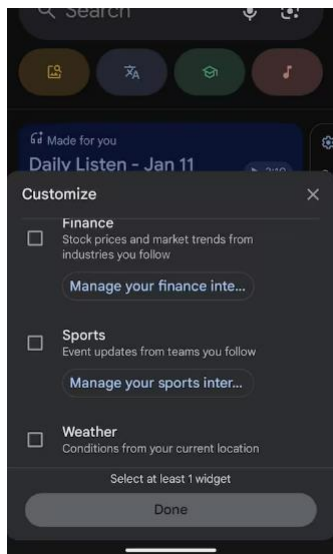 Search
Made for you
Daily Listen - Jan 11
Customize
Finance
Stock prices and market trends from
industries you follow
Manage your finance inte...
Sports
Event updates from teams you follow
Manage your sports inter...
Weather
Conditions from your current location
Select at least 1 widget
Done